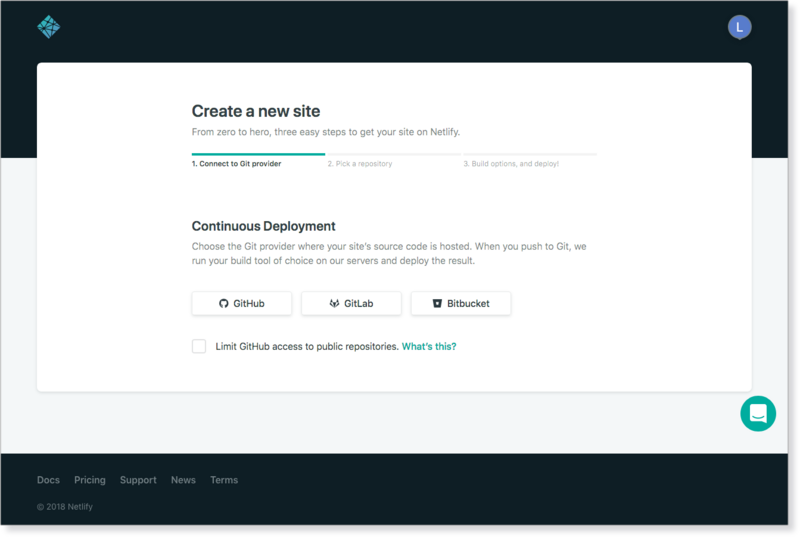 L
Create a new site
From zero to hero, three easy steps to get your site on Netlify.
1. Connect to Git provider
2. Pick a repository
3. Build options, and deploy!
Continuous Deployment
Choose the Git provider where your site's source code is hosted. When you push to Git, we
run your build tool of choice on our servers and deploy the result.
GitHub
GitLab
Bitbucket
Limit GitHub access to public repositories. What's this?
Docs Pricing Support News Terms
© 2018 Netlify